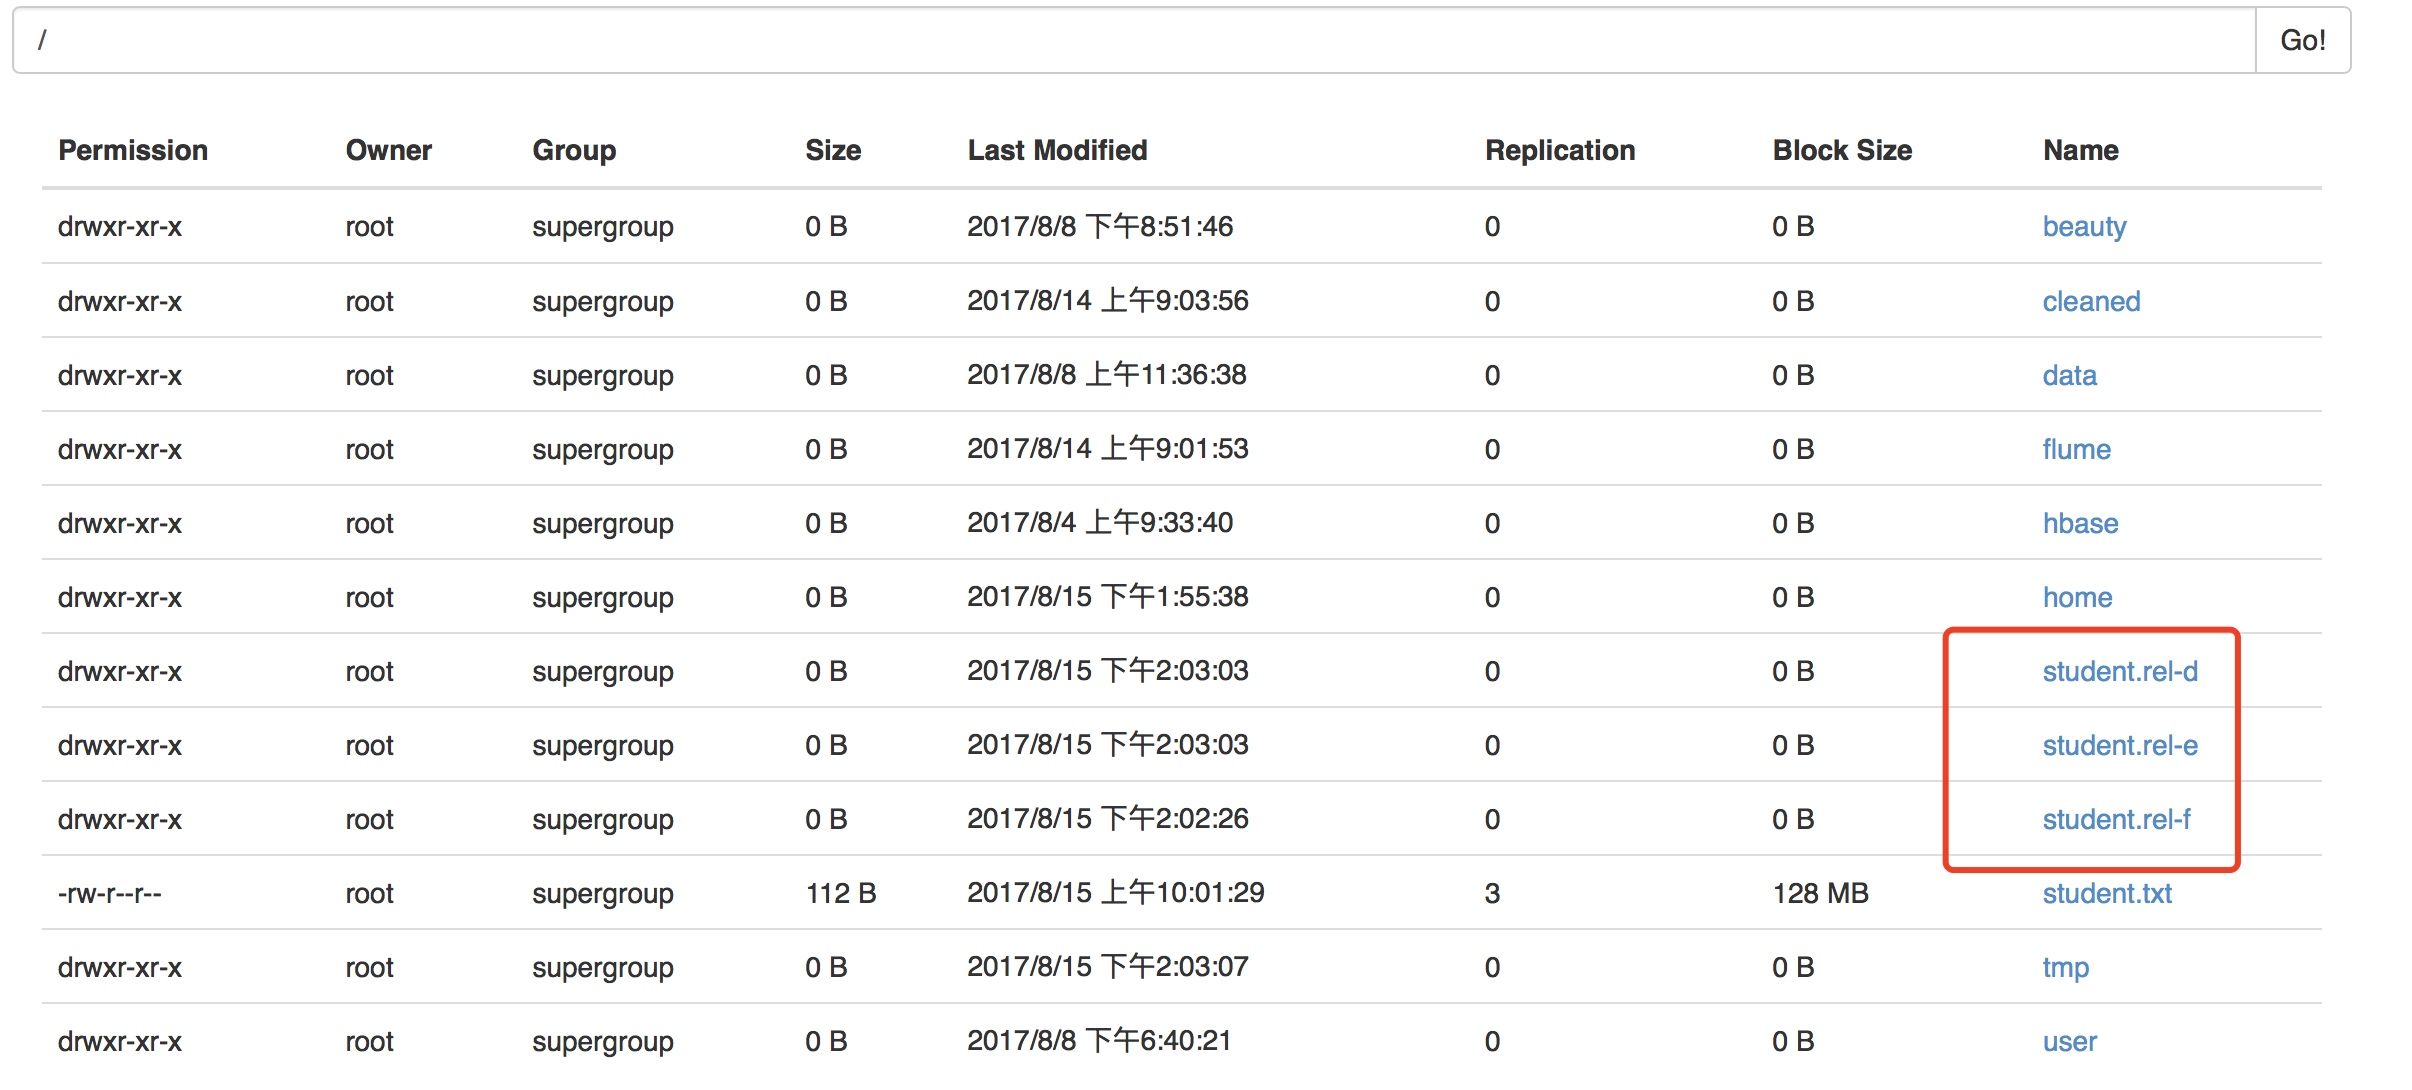 / Go!
Permission Owner Group Size Last Modified Replication Block Size Name
drwxr-xr-x root supergroup 0 B 2017/8/8 下午8:51:46 0 0 B beauty
drwxr-xr-x root supergroup 0 B 2017/8/14 上午9:03:56 0 0 B cleaned
drwxr-xr-x root supergroup 0 B 2017/8/8 上午11:36:38 0 0 B data
drwxr-xr-x root supergroup 0 B 2017/8/14 上午9:01:53 0 0 B flume
drwxr-xr-x root supergroup 0 B 2017/8/4 上午9:33:40 0 0 B hbase
drwxr-xr-x root supergroup 0 B 2017/8/15 下午1:55:38 0 0 B home
drwxr-xr-x root supergroup 0 B 2017/8/15 下午2:03:03 0 0 B student.rel-d
drwxr-xr-x root supergroup 0 B 2017/8/15 下午2:03:03 0 0 B student.rel-e
drwxr-xr-x root supergroup 0 B 2017/8/15 下午2:02:26 0 0 B student.rel-f
-rw-r--r-- root supergroup 112 B 2017/8/15 上午10:01:29 3 128 MB student.txt
drwxr-xr-x root supergroup 0 B 2017/8/15 下午2:03:07 0 0 B tmp
drwxr-xr-x root supergroup 0 B 2017/8/8 下午6:40:21 0 0 B user